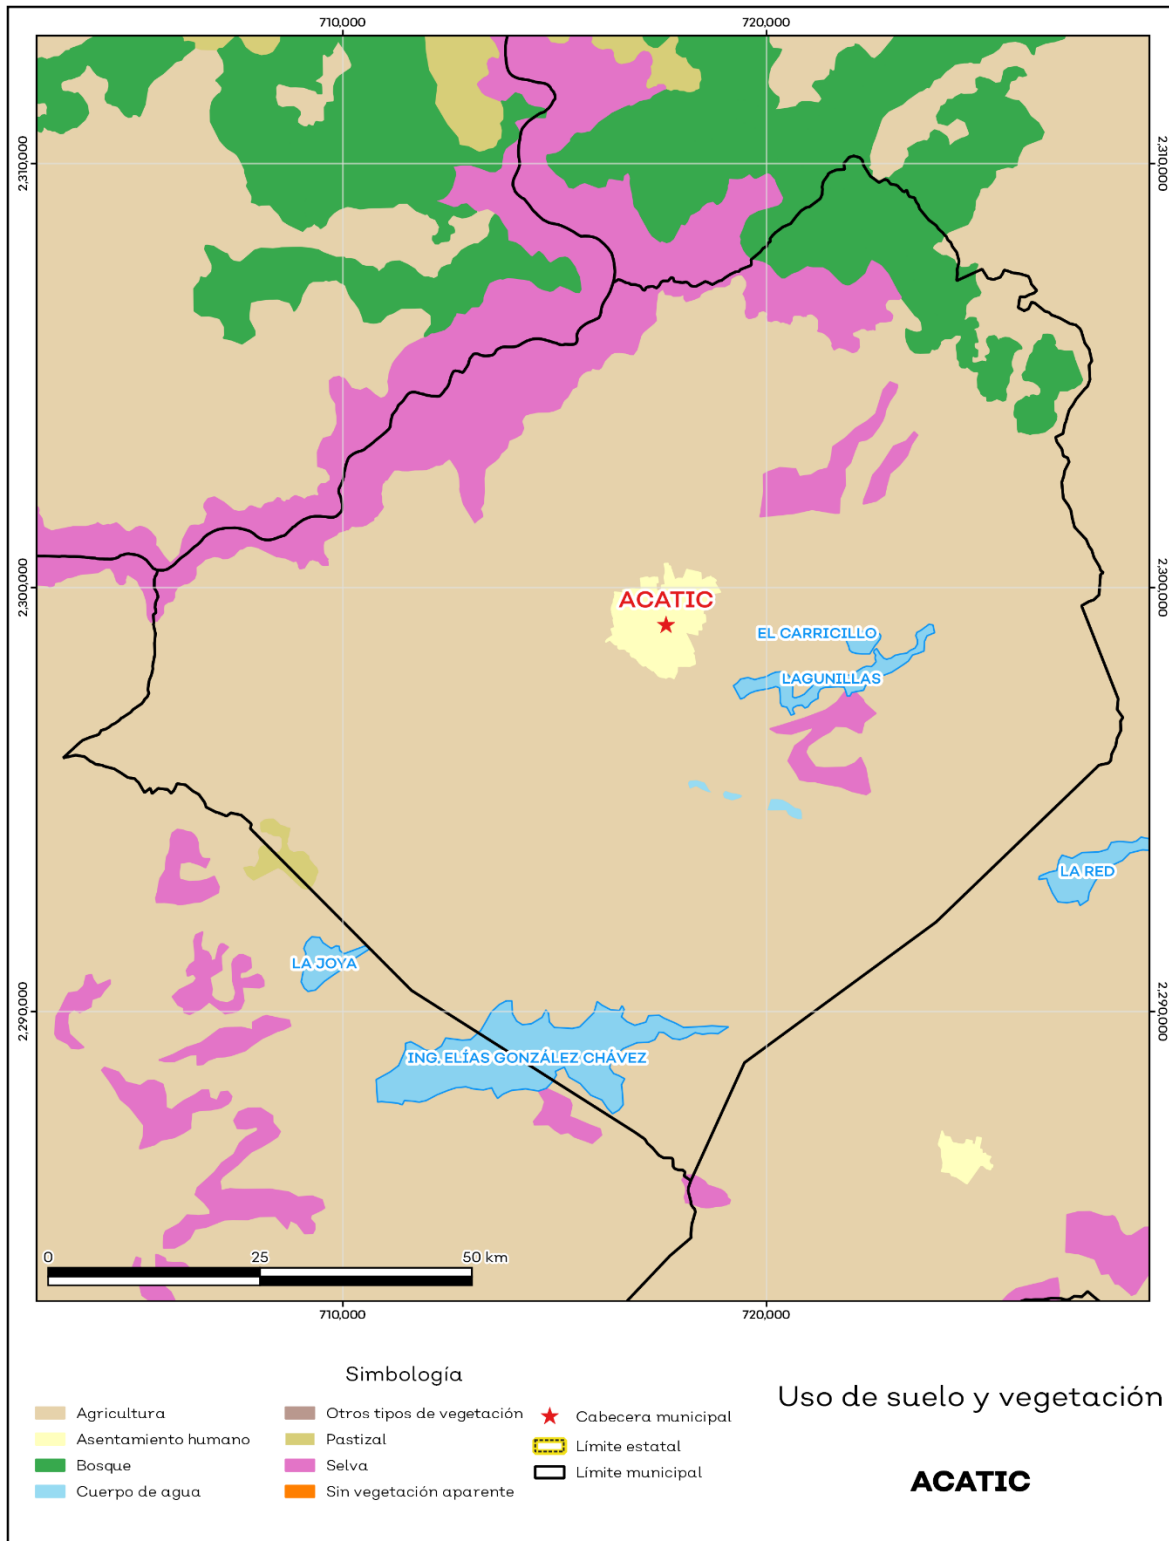 710,000 720,000
2,310,000 2,310,000
2,300,000 2,300,000
ACATIC
EL CARRICILLO
LAGUNILLAS
LA RED
LA JOYA
2,290,000 2,290,000
ING. ELÍAS GONZÁLEZ CHÁVEZ
0 25 50 km
710,000 720,000
Simbología
Agricultura
Asentamiento humano
Bosque
Cuerpo de agua
Otros tipos de vegetación
Pastizal
Selva
Sin vegetación aparente
Cabecera municipal
Límite estatal
Límite municipal
Uso de suelo y vegetación
ACATIC